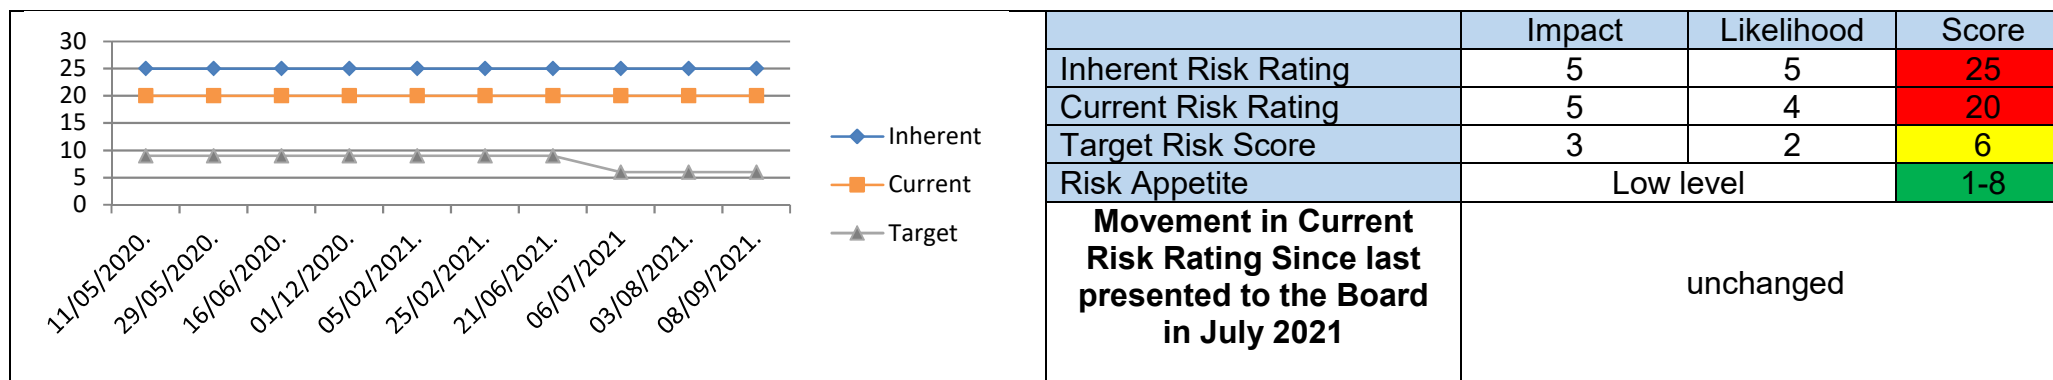 30
25
20
15
10
5
0
11/05/2020.
29/05/2020.
16/06/2020.
01/12/2020.
05/02/2021.
25/02/2021.
21/06/2021.
06/07/2021
03/08/2021.
08/09/2021.
Inherent
Current
Target
Impact Likelihood Score
Inherent Risk Rating 5 5 25
Current Risk Rating 5 4 20
Target Risk Score 3 2 6
Risk Appetite Low level 1-8
Movement in Current
Risk Rating Since last
presented to the Board
in July 2021
unchanged